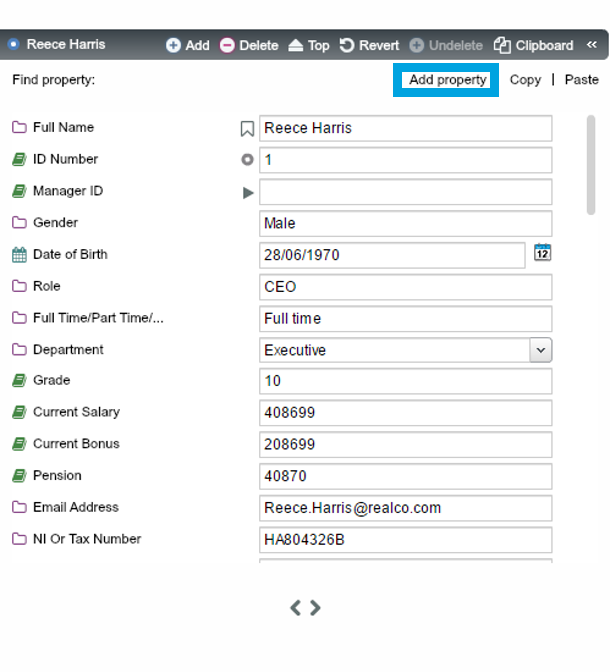 Reece Harris Add Delete Top Revert Undelete Clipboard «
Find property: Add property Copy | Paste
Full Name Reece Harris
ID Number 1
Manager ID
Gender Male
Date of Birth 28/06/1970 12
Role CEO
Full Time/Part Time/... Full time
Department Executive
Grade 10
Current Salary 408699
Current Bonus 208699
Pension 40870
Email Address Reece.Harris@realco.com
NI Or Tax Number HA804326B